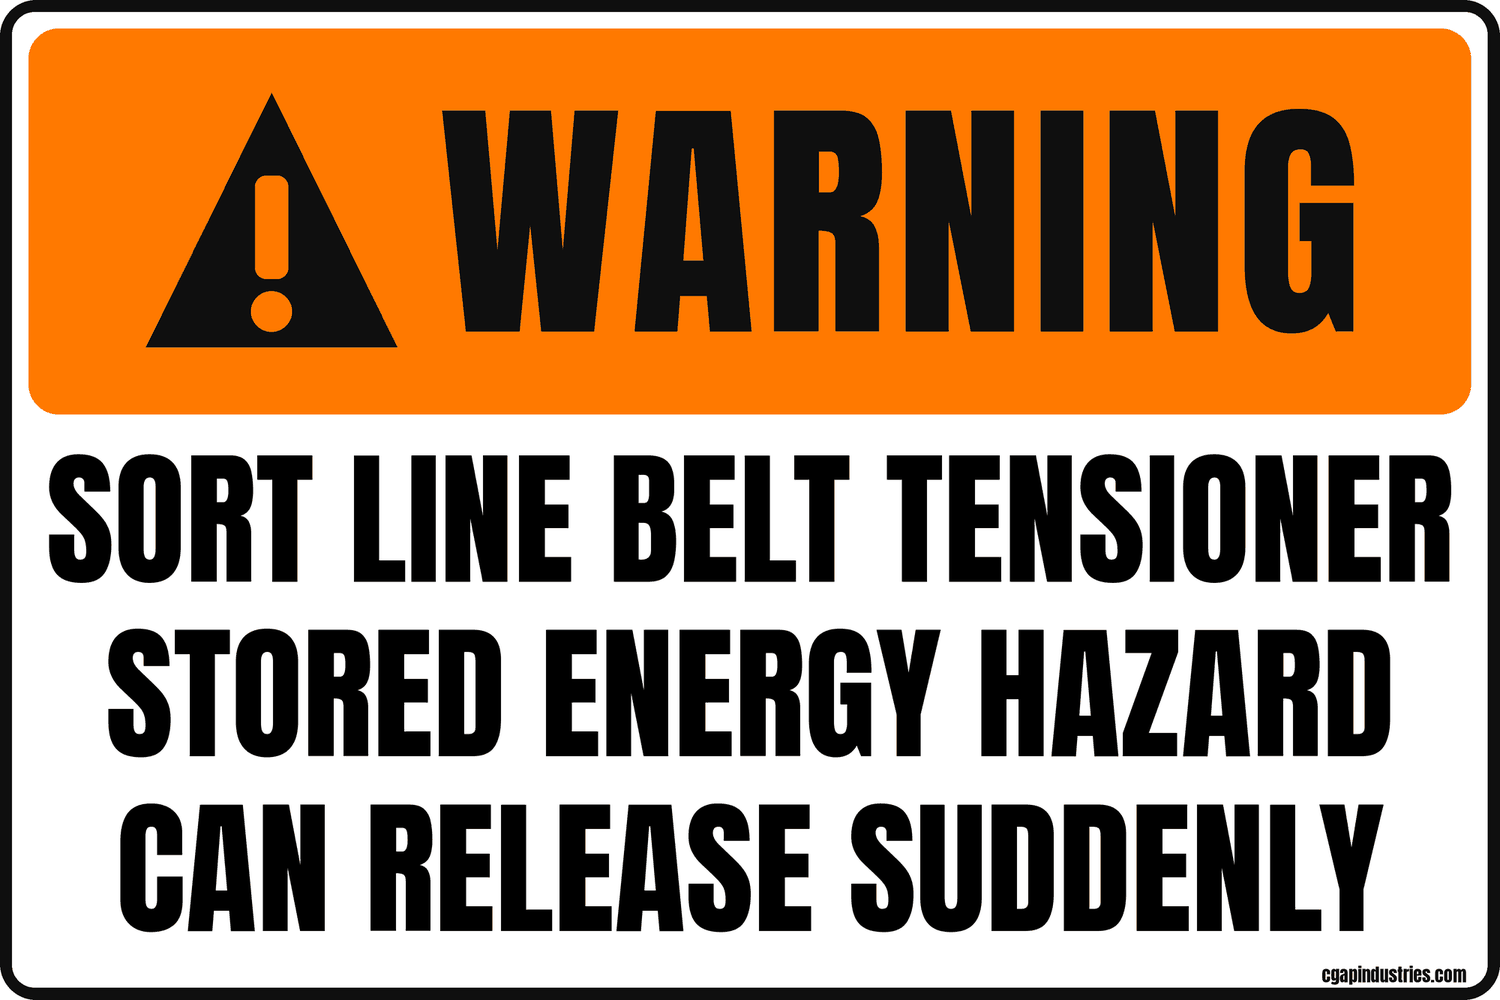 WARNING
SORT LINE BELT TENSIONER
STORED ENERGY HAZARD
CAN RELEASE SUDDENLY
cgapindustries.com